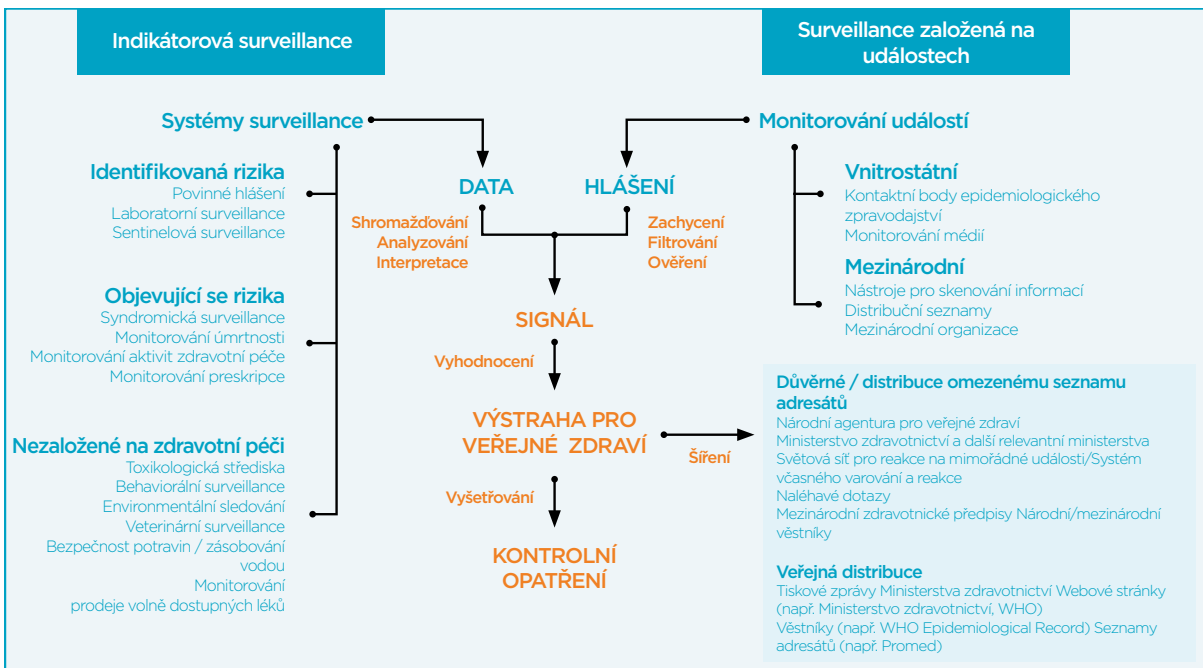 Indikátorová surveillance
Surveillance založená na
událostech
Systémy surveillance
Identifikovaná rizika
Povinné hlášení
Laboratorní surveillance
Sentinelová surveillance
Objevující se rizika
Syndromická surveillance
Monitorování úmrtnosti
Monitorování aktivit zdravotní péče
Monitorování preskripce
Nezaložené na zdravotní péči
Toxikologická střediska
Behaviorální surveillance
Environmentální sledování
Veterinární surveillance
Bezpečnost potravin / zásobování
vodou
Monitorování
prodeje volně dostupných léků
DATA
HLÁŠENÍ
Shromažďování
Analyzování
Interpretace
Zachycení
Filtrování
Ověření
SIGNÁL
Vyhodnocení
VÝSTRAHA PRO
VEŘEJNÉ ZDRAVÍ
Šíření
Vyšetřování
KONTROLNÍ
OPATŘENÍ
Monitorování událostí
Vnitrostátní
Kontaktní body epidemiologického
zpravodajství
Monitorování médií
Mezinárodní
Nástroje pro skenování informací
Distribuční seznamy
Mezinárodní organizace
Důvěrné / distribuce omezenému seznamu
adresátů
Národní agentura pro veřejné zdraví
Ministerstvo zdravotnictví a další relevantní ministerstva
Světová síť pro reakce na mimořádné události/Systém
včasného varování a reakce
Naléhavé dotazy
Mezinárodní zdravotnické předpisy Národní/mezinárodní
věstníky
Veřejná distribuce
Tiskové zprávy Ministerstva zdravotnictví Webové stránky
(např. Ministerstvo zdravotnictví, WHO)
Věstníky (např. WHO Epidemiological Record) Seznamy
adresátů (např. Promed)